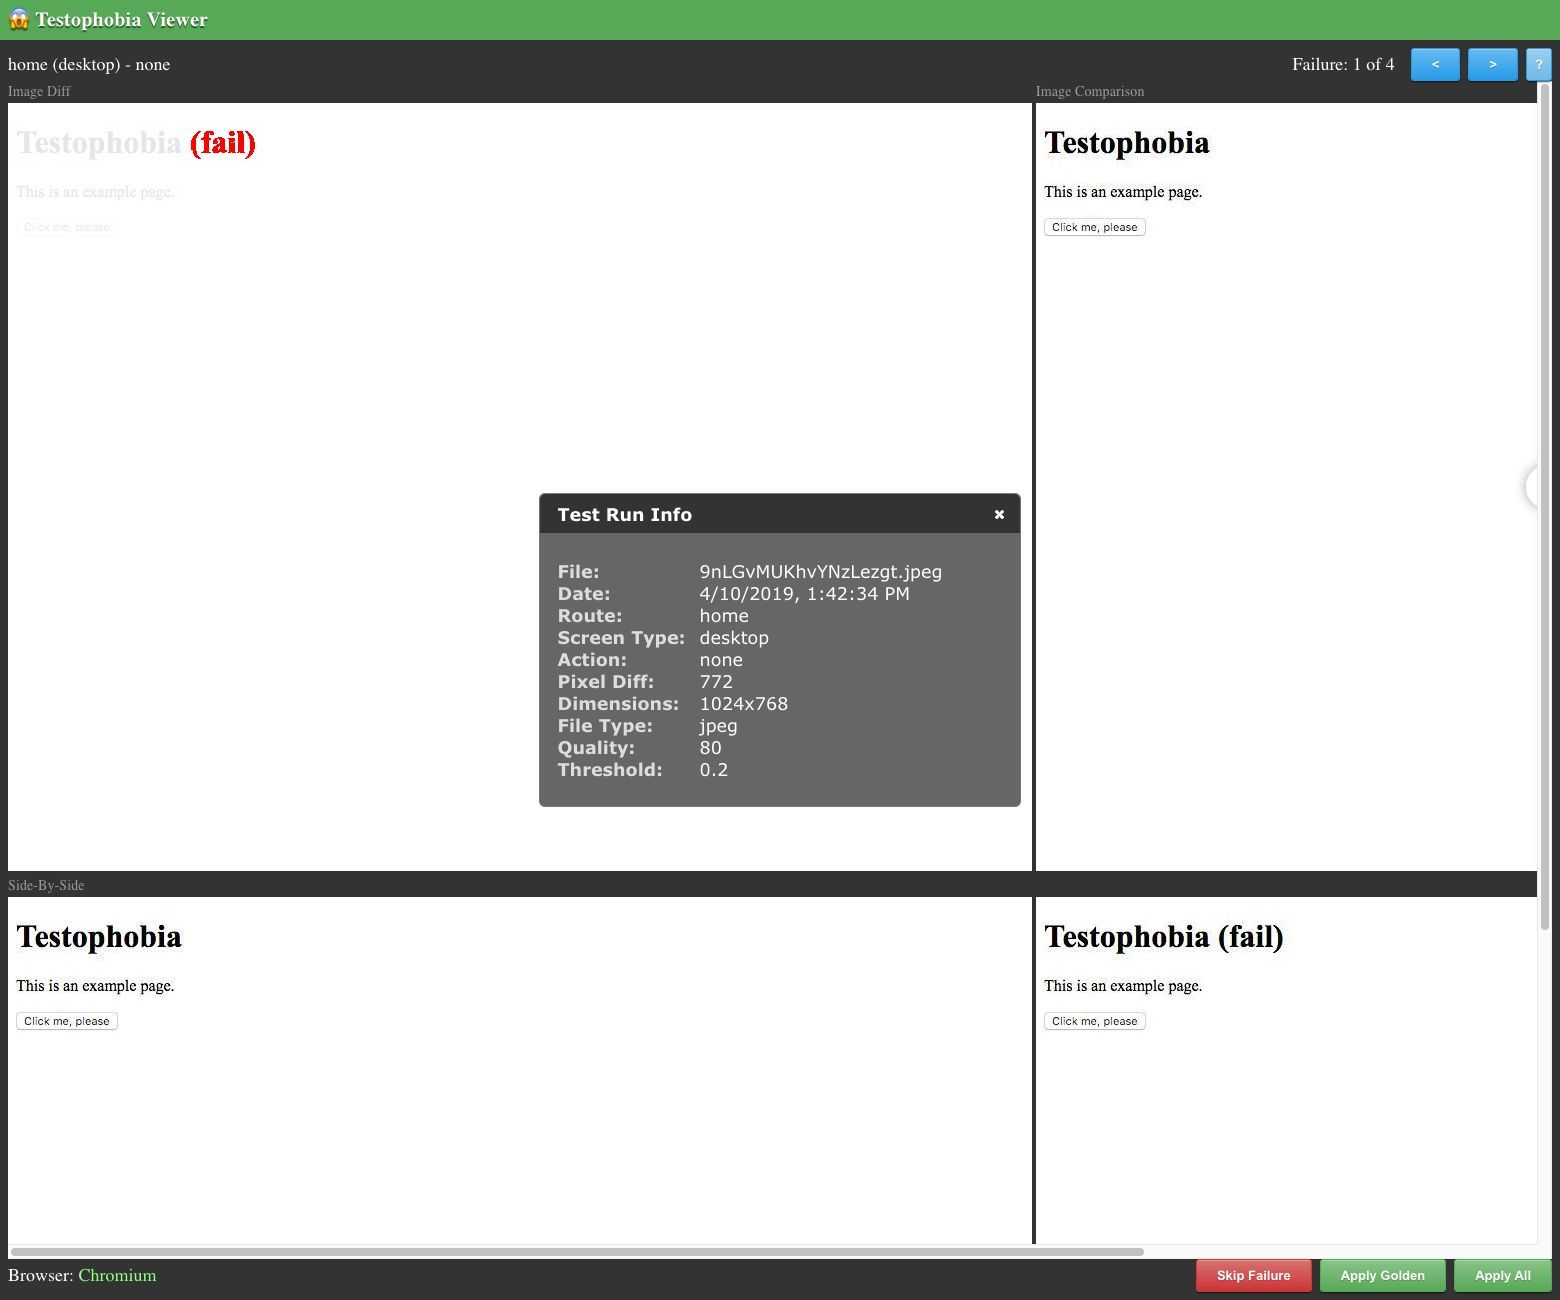 😱 Testophobia Viewer
home (desktop) - none
Failure: 1 of 4
<
>
?
Image Diff
Testophobia (fail)
This is an example page.
Click me, please
Image Comparison
Testophobia
This is an example page.
Click me, please
Test Run Info
✖
File: 9nLGvMUKhvYNzLezgt.jpeg
Date: 4/10/2019, 1:42:34 PM
Route: home
Screen Type: desktop
Action: none
Pixel Diff: 772
Dimensions: 1024x768
File Type: jpeg
Quality: 80
Threshold: 0.2
Side-By-Side
Testophobia
This is an example page.
Click me, please
Testophobia (fail)
This is an example page.
Click me, please
Browser: Chromium
Skip Failure
Apply Golden
Apply All